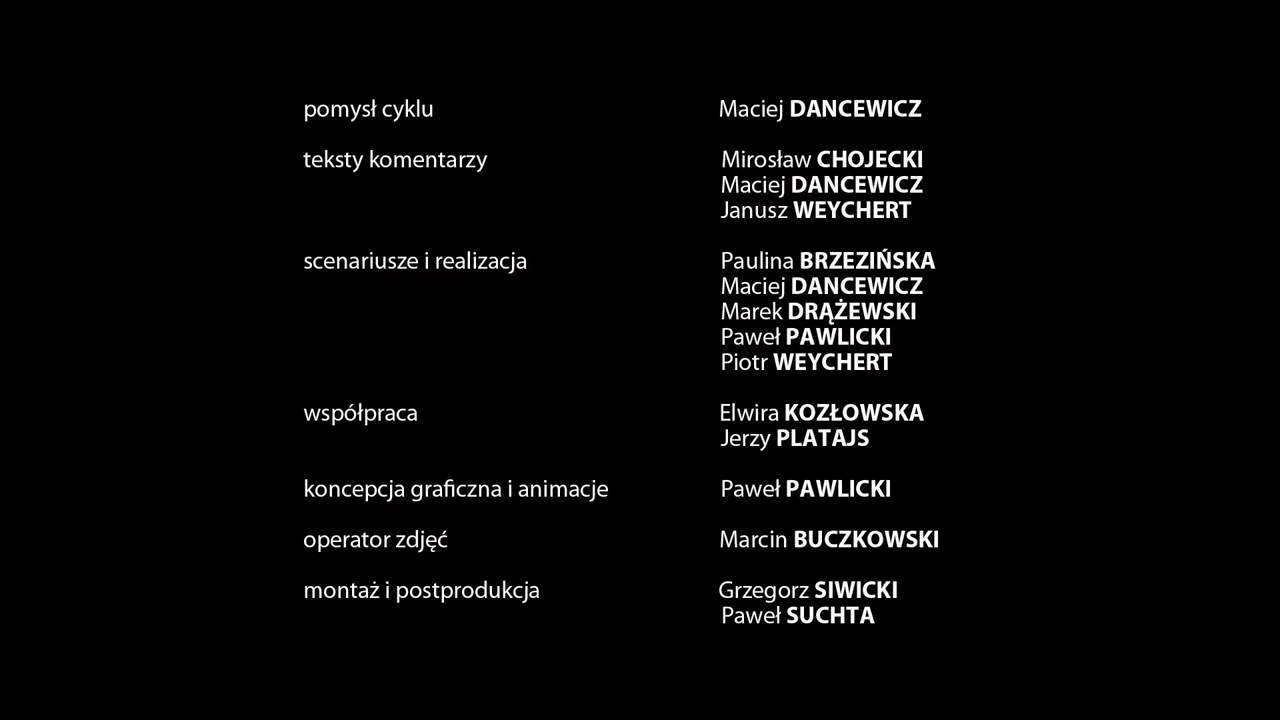 pomysł cyklu Maciej DANCEWICZ
teksty komentarzy Mirosław CHOJECKI
Maciej DANCEWICZ
Janusz WEYCHERT
scenariusze i realizacja Paulina BRZEZIŃSKA
Maciej DANCEWICZ
Marek DRĄŻEWSKI
Paweł PAWLICKI
Piotr WEYCHERT
współpraca Elwira KOZŁOWSKA
Jerzy PLATAJS
koncepcja graficzna i animacje Paweł PAWLICKI
operator zdjęć Marcin BUCZKOWSKI
montaż i postprodukcja Grzegorz SIWICKI
Paweł SUCHTA